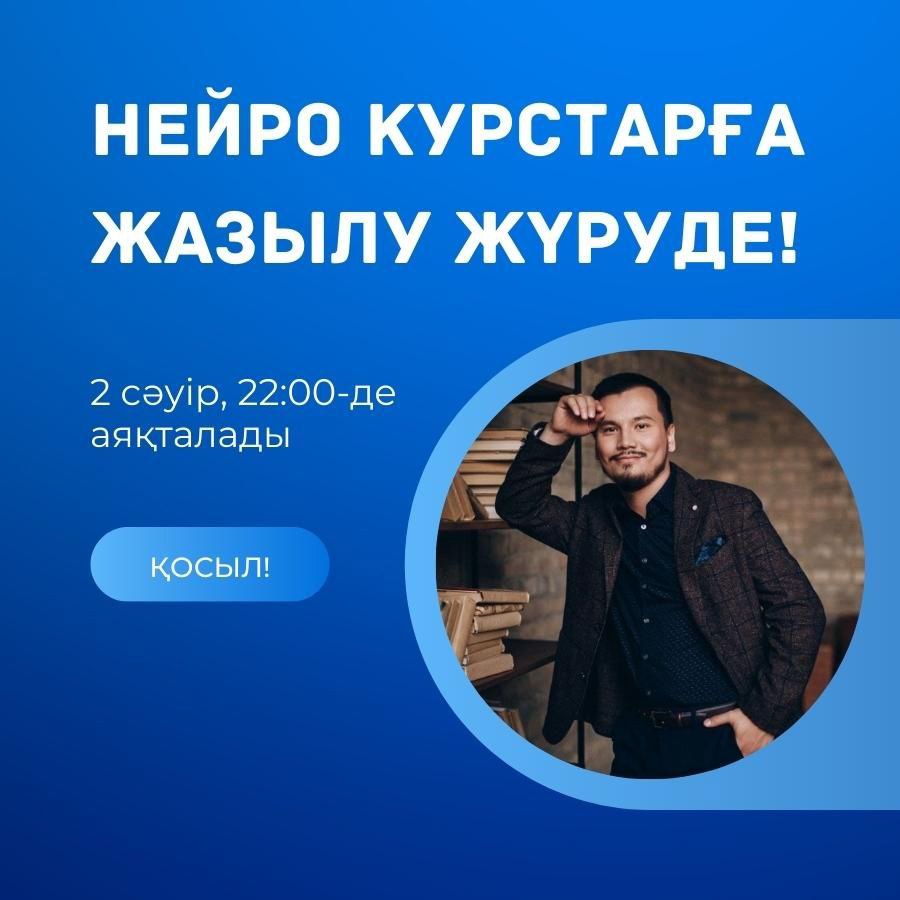 НЕЙРО КУРСТАРҒА
ЖАЗЫЛУ ЖҮРУДЕ!
2 сәуір, 22:00-де
аяқталады
ҚОСЫЛ!